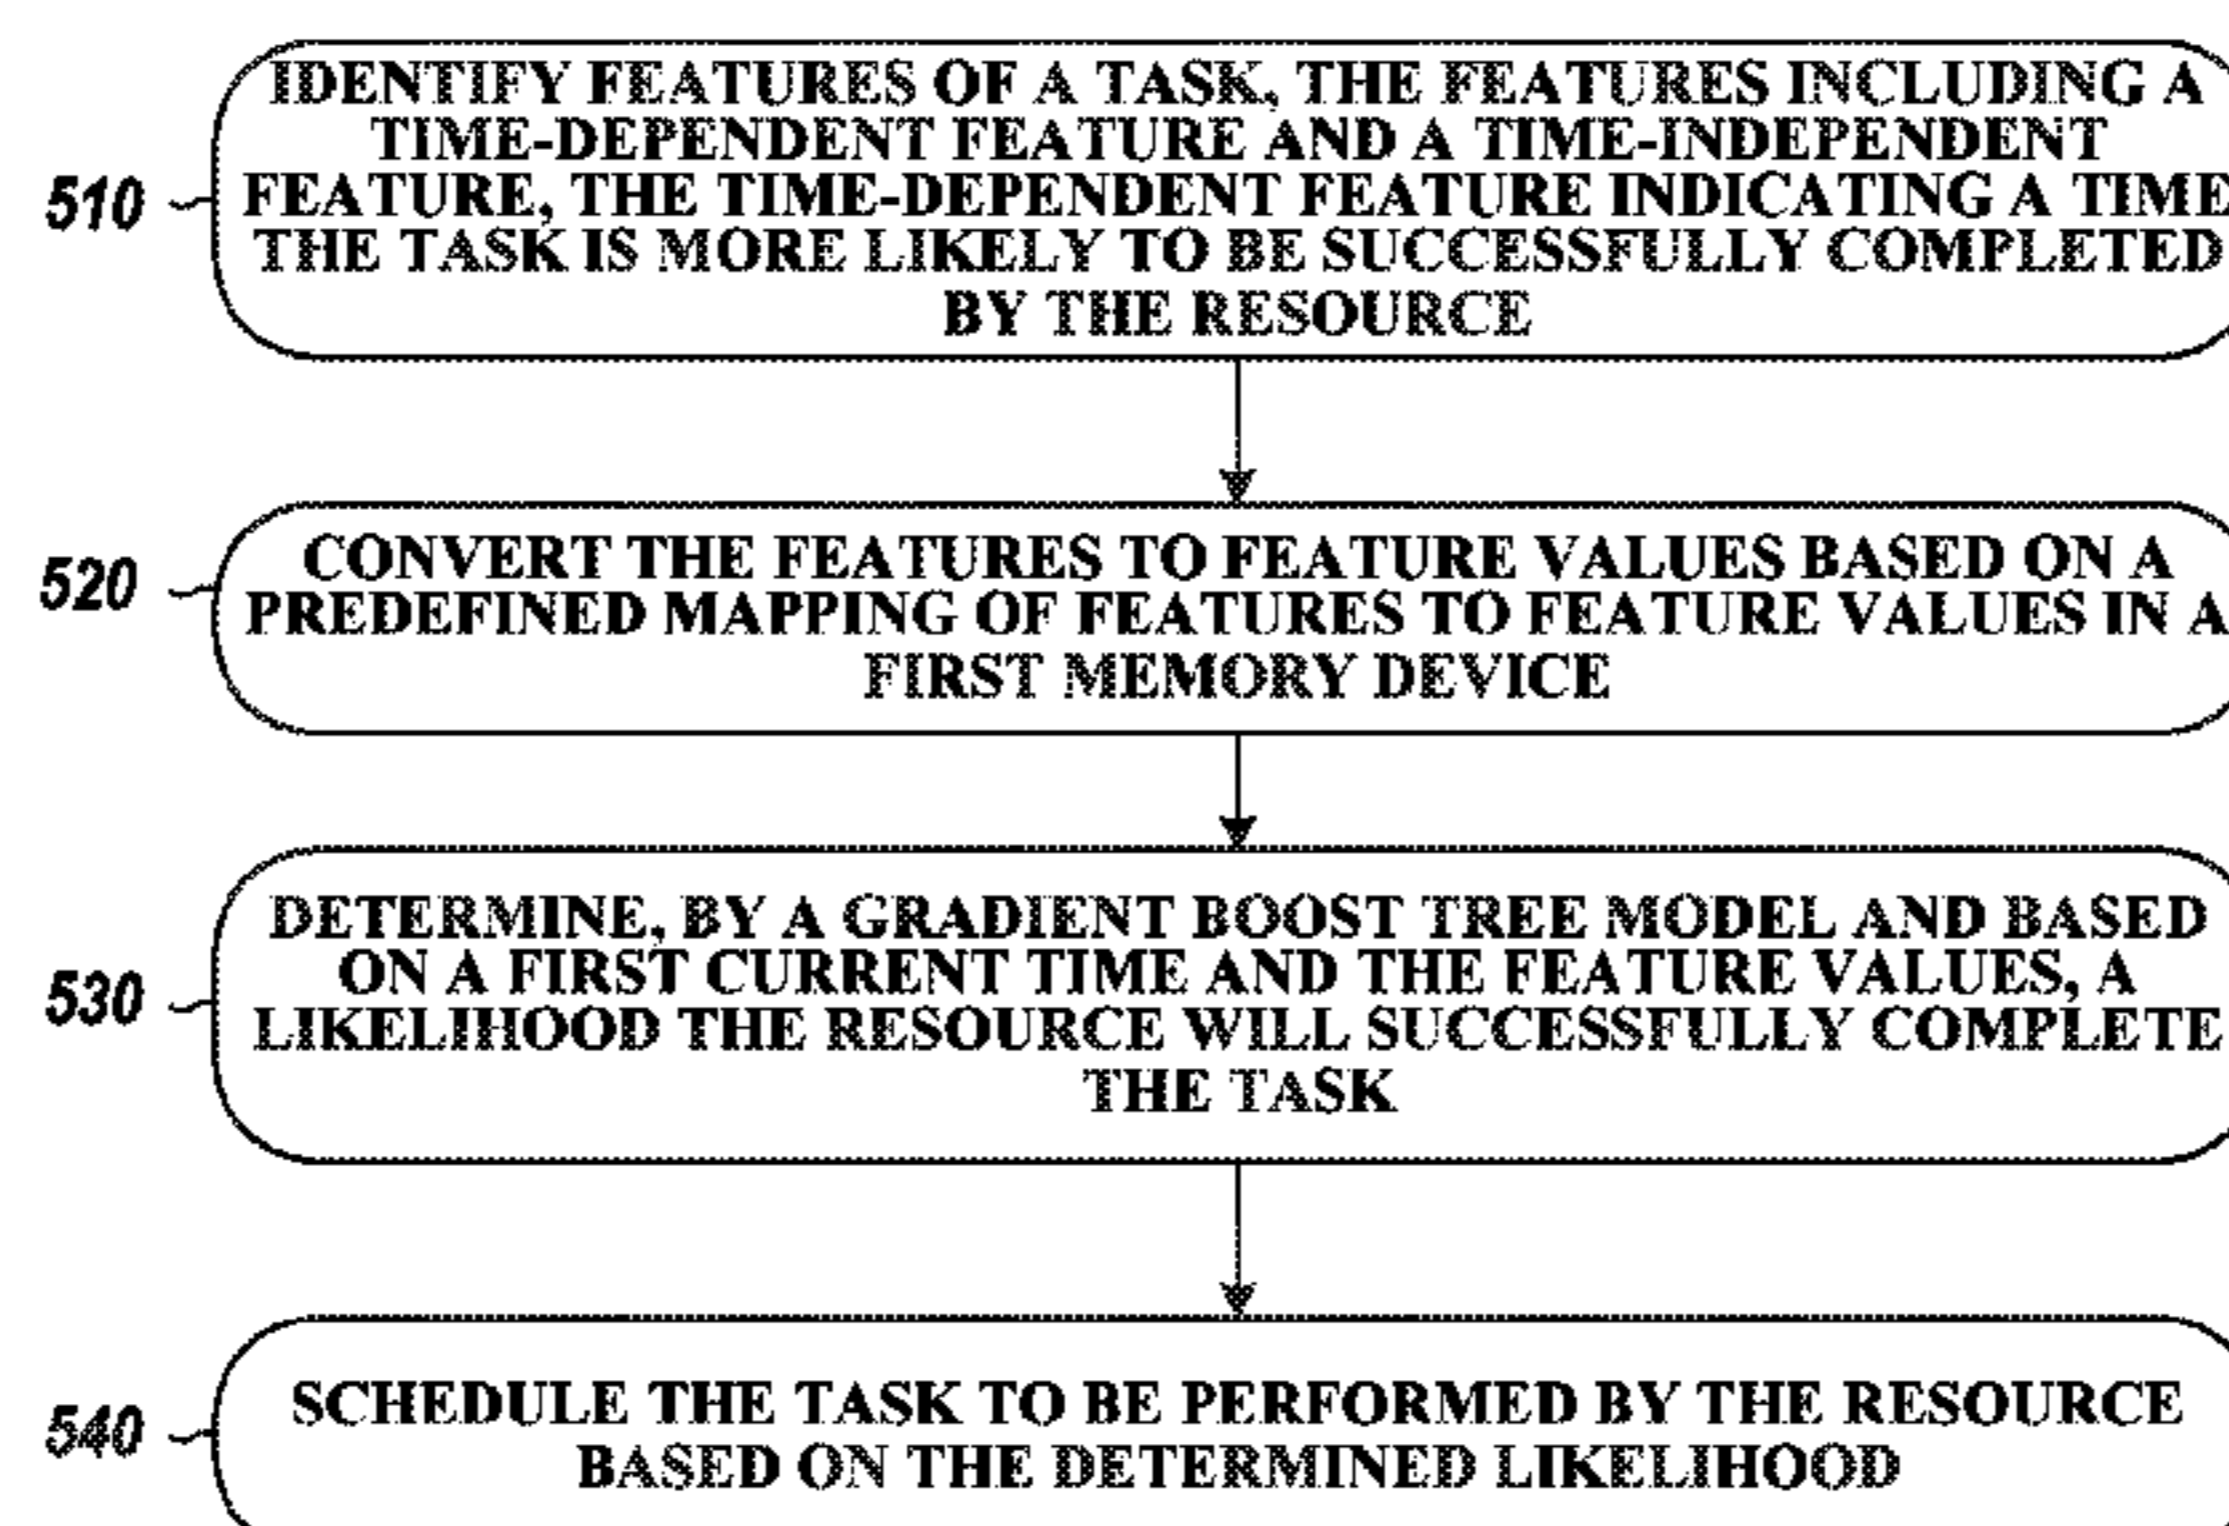 IDENTIFY FEATURES OF A TASK, THE FEATURES INCLUDING A
TIME-DEPENDENT FEATURE AND A TIME-INDEPENDENT
510 FEATURE, THE TIME-DEPENDENT FEATURE INDICATING A TIME
THE TASK IS MORE LIKELY TO BE SUCCESSFULLY COMPLETED
BY THE RESOURCE
CONVERT THE FEATURES TO FEATURE VALUES BASED ON A
520 PREDEFINED MAPPING OF FEATURES TO FEATURE VALUES IN A
FIRST MEMORY DEVICE
DETERMINE, BY A GRADIENT BOOST TREE MODEL AND BASED
ON A FIRST CURRENT TIME AND THE FEATURE VALUES, A
530 LIKELIHOOD THE RESOURCE WILL SUCCESSFULLY COMPLETE
THE TASK
SCHEDULE THE TASK TO BE PERFORMED BY THE RESOURCE
540 BASED ON THE DETERMINED LIKELIHOOD